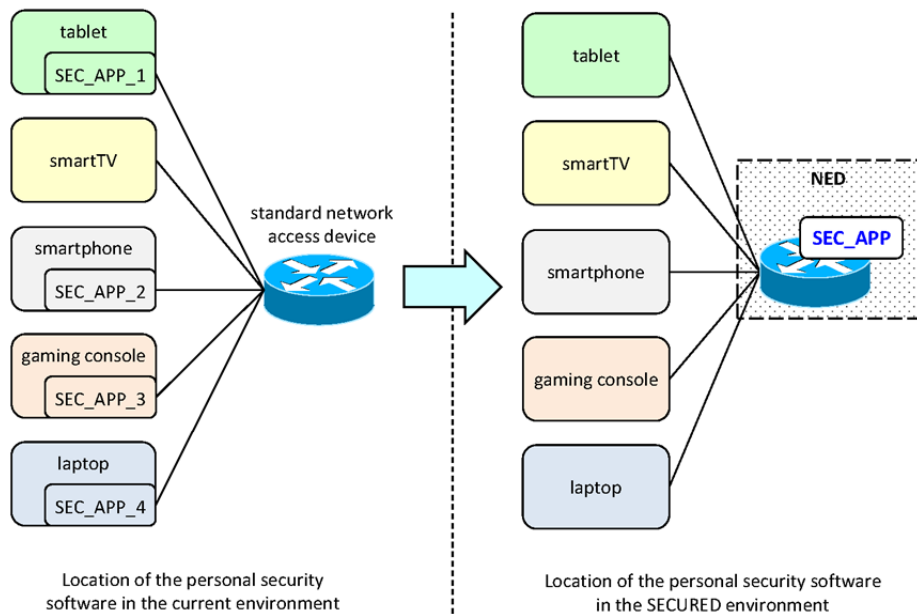 tablet
SEC_APP_1
smartTV
smartphone
SEC_APP_2
gaming console
SEC_APP_3
laptop
SEC_APP_4
standard network
access device
Location of the personal security
software in the current environment
tablet
smartTV
smartphone
gaming console
laptop
NED
SEC_APP
Location of the personal security software
in the SECURED environment